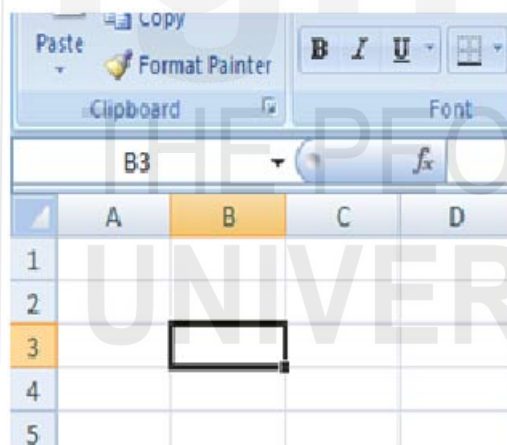 Copy
Paste
Format Painter
B I U
Clipboard
Font
B3
fx
A B C D
1
2
3
4
5
THE PEO
UNIVER